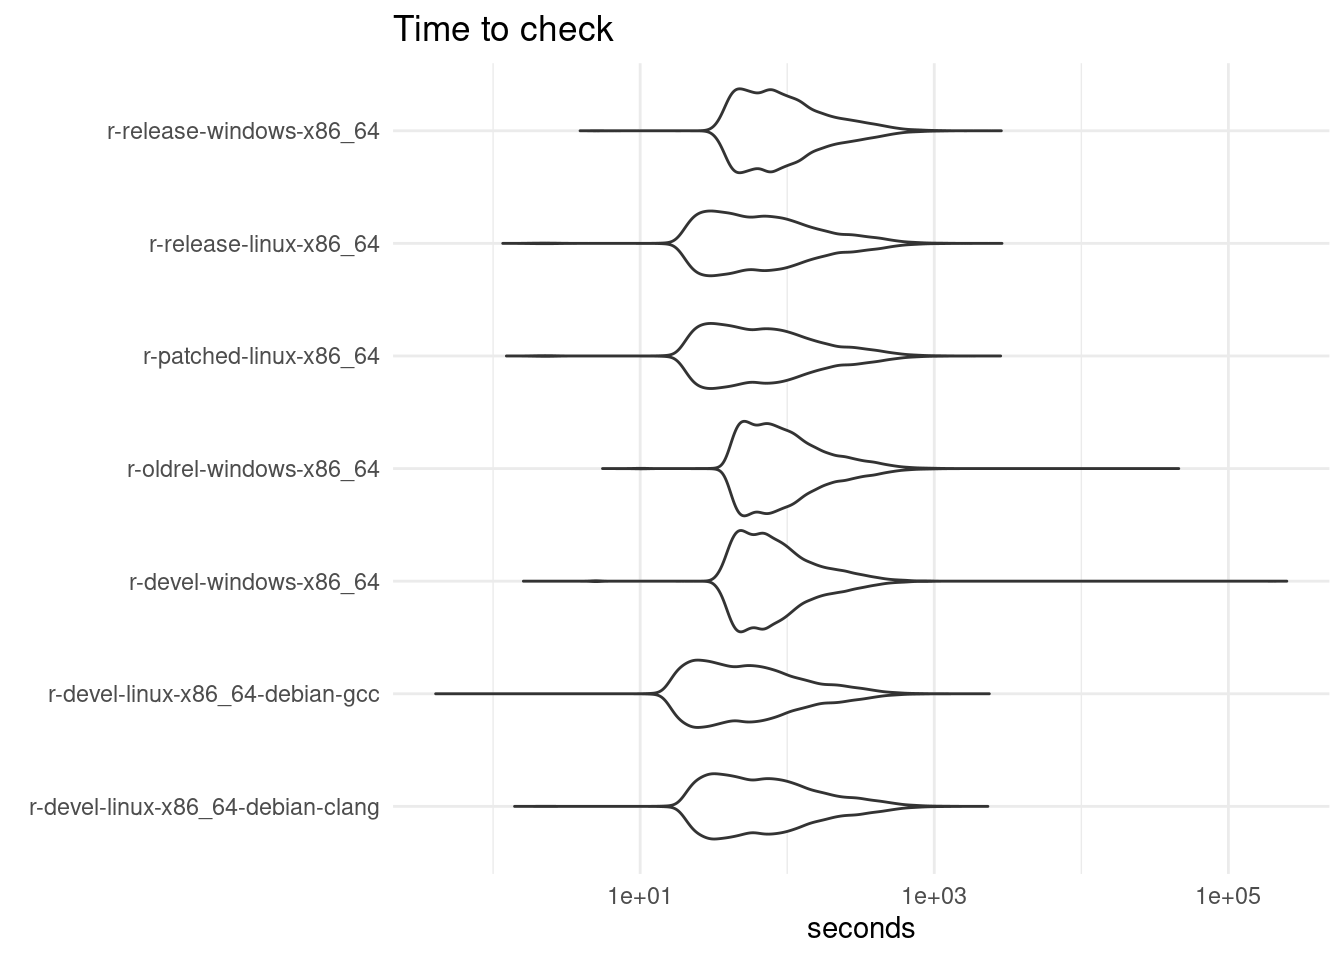 Time to check
r-release-windows-x86_64
r-release-linux-x86_64
r-patched-linux-x86_64
r-oldrel-windows-x86_64
r-devel-windows-x86_64
r-devel-linux-x86_64-debian-gcc
r-devel-linux-x86_64-debian-clang
1e+01 1e+03 1e+05
seconds